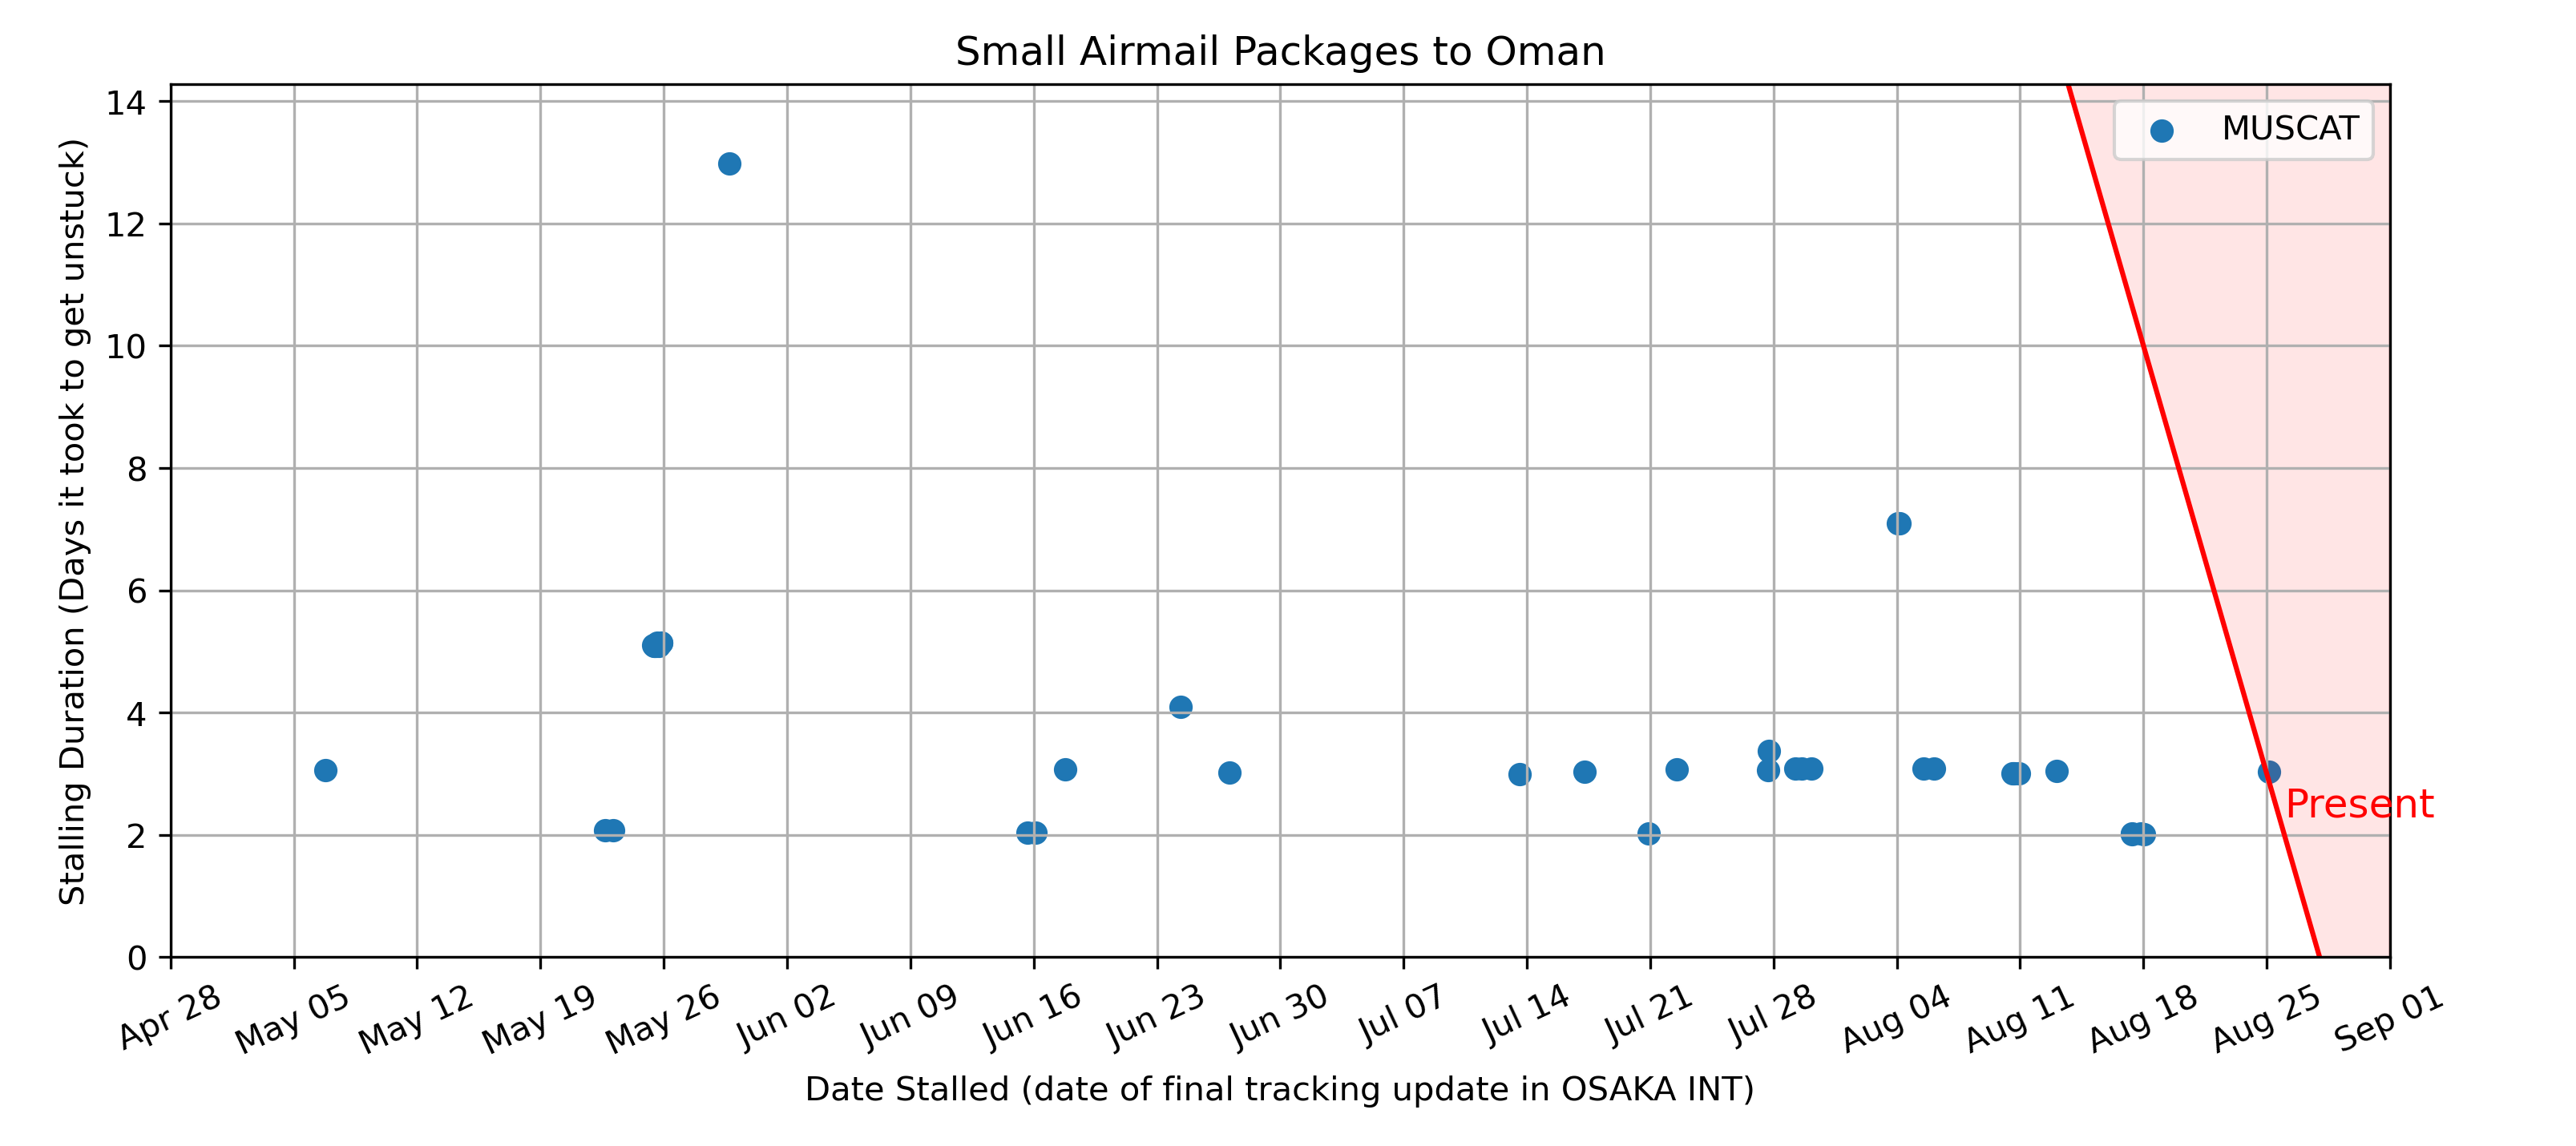 Small Airmail Packages to Oman
MUSCAT
14
12
10
8
6
4
2
0
Stalling Duration (Days it took to get unstuck)
Present
Apr 28
May 05
May 12
May 19
May 26
Jun 02
Jun 09
Jun 16
Jun 23
Jun 30
Jul 07
Jul 14
Jul 21
Jul 28
Aug 04
Aug 11
Aug 18
Aug 25
Sep 01
Date Stalled (date of final tracking update in OSAKA INT)